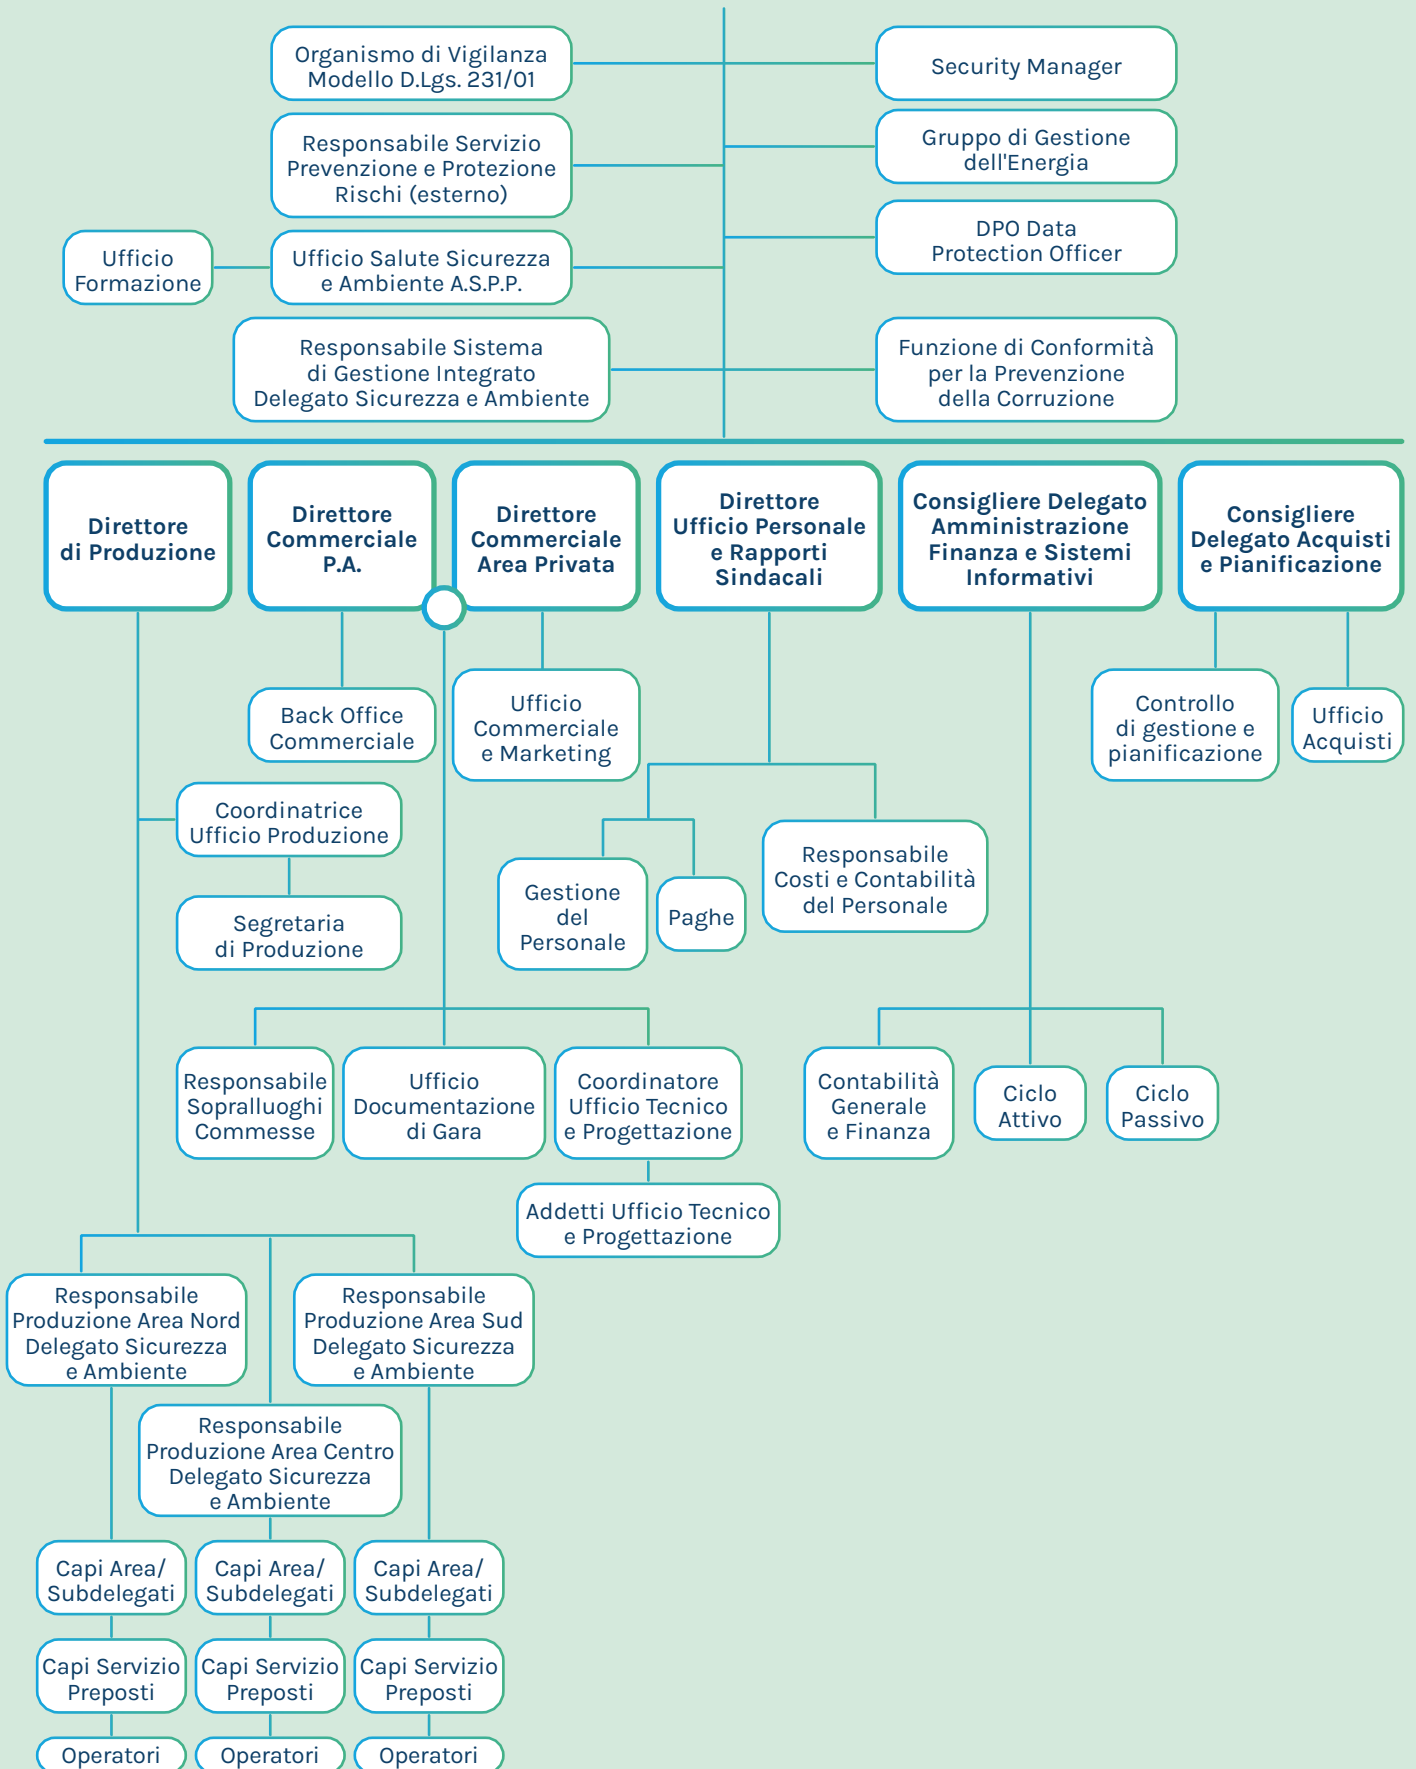 Organismo di Vigilanza
Modello D.Lgs. 231/01
Security Manager
Responsabile Servizio
Prevenzione e Protezione
Rischi (esterno)
Gruppo di Gestione
dell'Energia
Ufficio
Formazione
Ufficio Salute Sicurezza
e Ambiente A.S.P.P.
DPO Data
Protection Officer
Responsabile Sistema
di Gestione Integrato
Delegato Sicurezza e Ambiente
Funzione di Conformità
per la Prevenzione
della Corruzione
Direttore
di Produzione
Direttore
Commerciale
P.A.
Direttore
Commerciale
Area Privata
Direttore
Ufficio Personale
e Rapporti
Sindacali
Consigliere Delegato
Amministrazione
Finanza e Sistemi
Informativi
Consigliere
Delegato Acquisti
e Pianificazione
Back Office
Commerciale
Ufficio
Commerciale
e Marketing
Controllo
di gestione e
pianificazione
Ufficio
Acquisti
Coordinatrice
Ufficio Produzione
Segretaria
di Produzione
Gestione
del
Personale
Paghe
Responsabile
Costi e Contabilità
del Personale
Responsabile
Sopralluoghi
Commesse
Ufficio
Documentazione
di Gara
Coordinatore
Ufficio Tecnico
e Progettazione
Contabilità
Generale
e Finanza
Ciclo
Attivo
Ciclo
Passivo
Addetti Ufficio Tecnico
e Progettazione
Responsabile
Produzione Area Nord
Delegato Sicurezza
e Ambiente
Responsabile
Produzione Area Sud
Delegato Sicurezza
e Ambiente
Responsabile
Produzione Area Centro
Delegato Sicurezza
e Ambiente
Capi Area/
Subdelegati
Capi Area/
Subdelegati
Capi Area/
Subdelegati
Capi Servizio
Preposti
Capi Servizio
Preposti
Capi Servizio
Preposti
Operatori
Operatori
Operatori